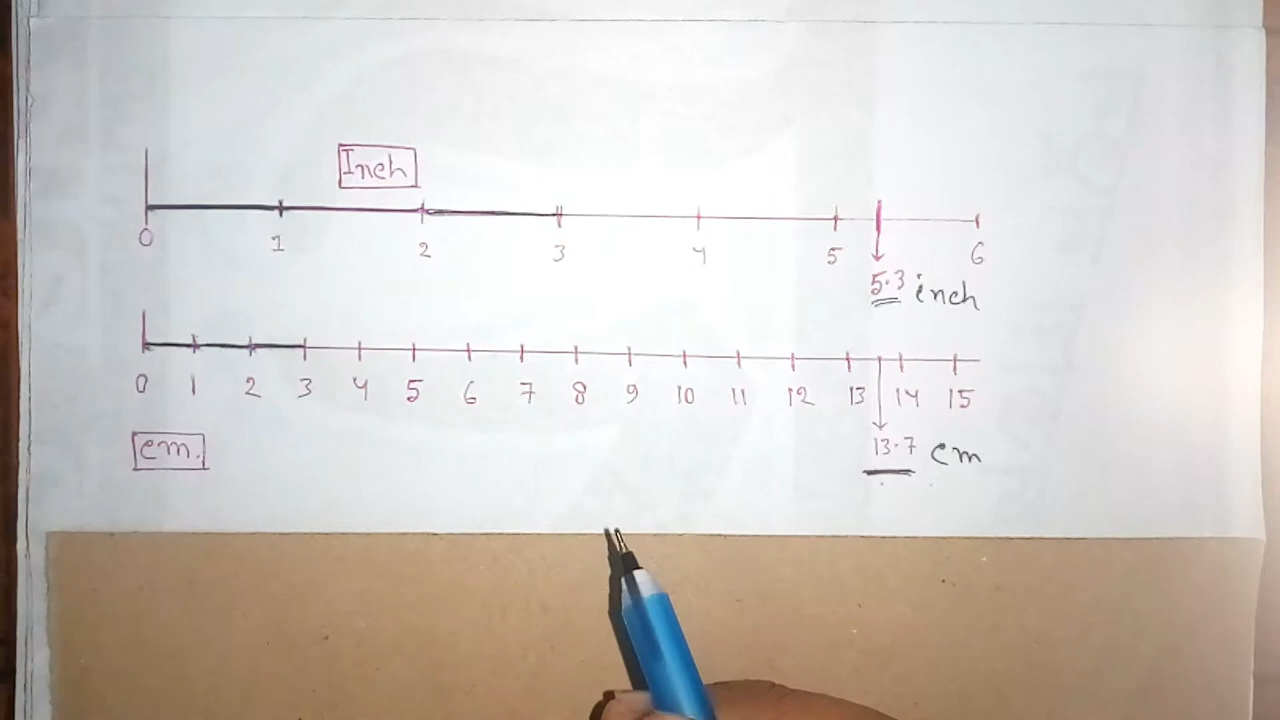 Inch
0 1 2 3 4 5 6
5.3 inch
0 1 2 3 4 5 6 7 8 9 10 11 12 13 14 15
cm.
13.7 cm